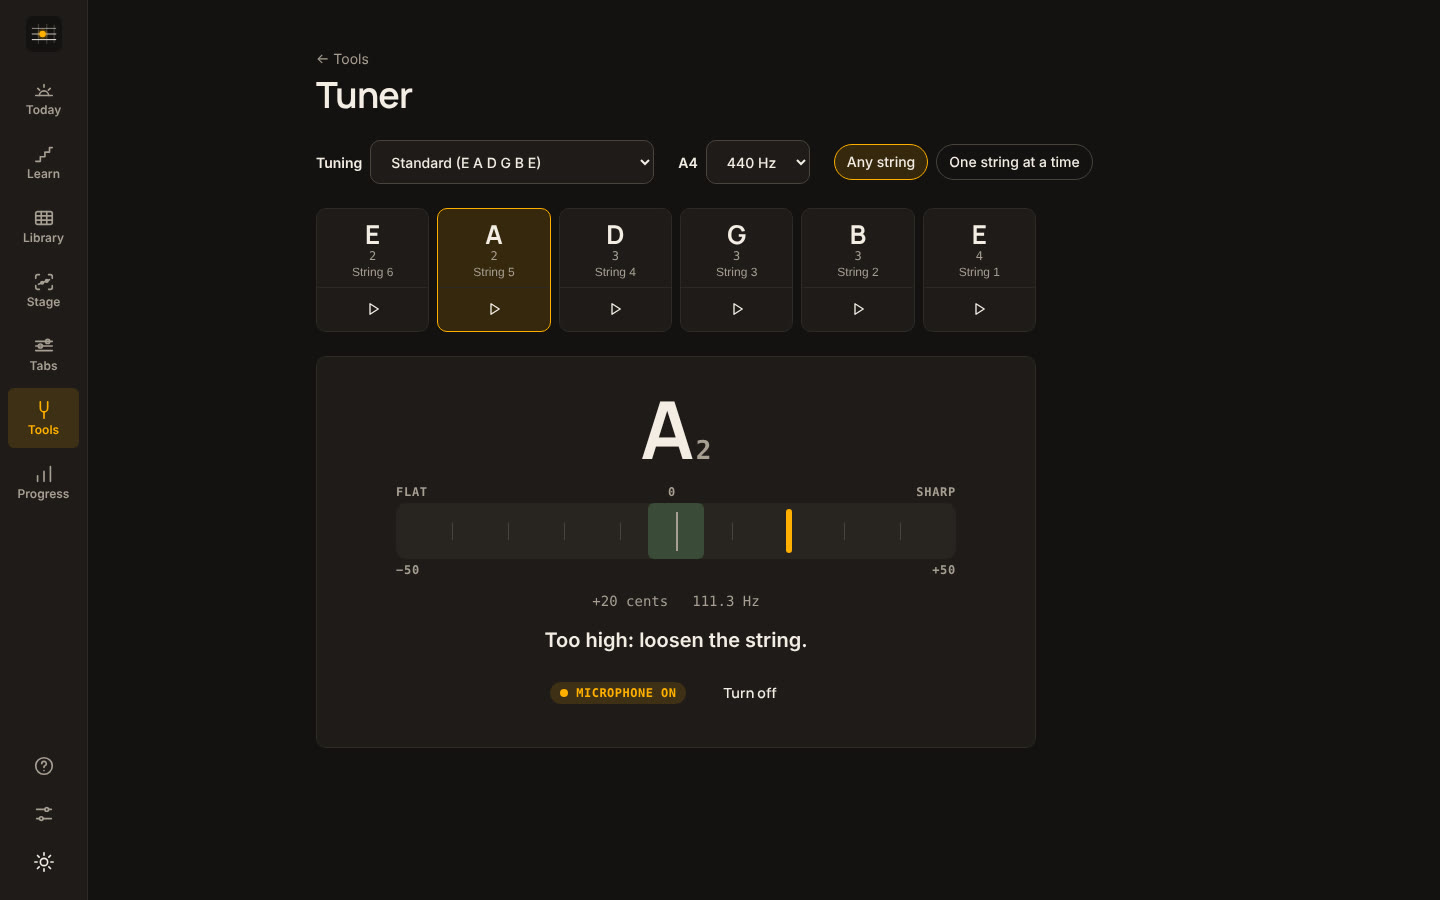 Today
Learn
Library
Stage
Tabs
Tools
Progress
← Tools
Tuner
Tuning Standard (E A D G B E) A4 440 Hz Any string One string at a time
E A D G B E
2 2 3 3 3 4
String 6 String 5 String 4 String 3 String 2 String 1
A2
FLAT 0 SHARP
−50 +50
+20 cents 111.3 Hz
Too high: loosen the string.
MICROPHONE ON Turn off